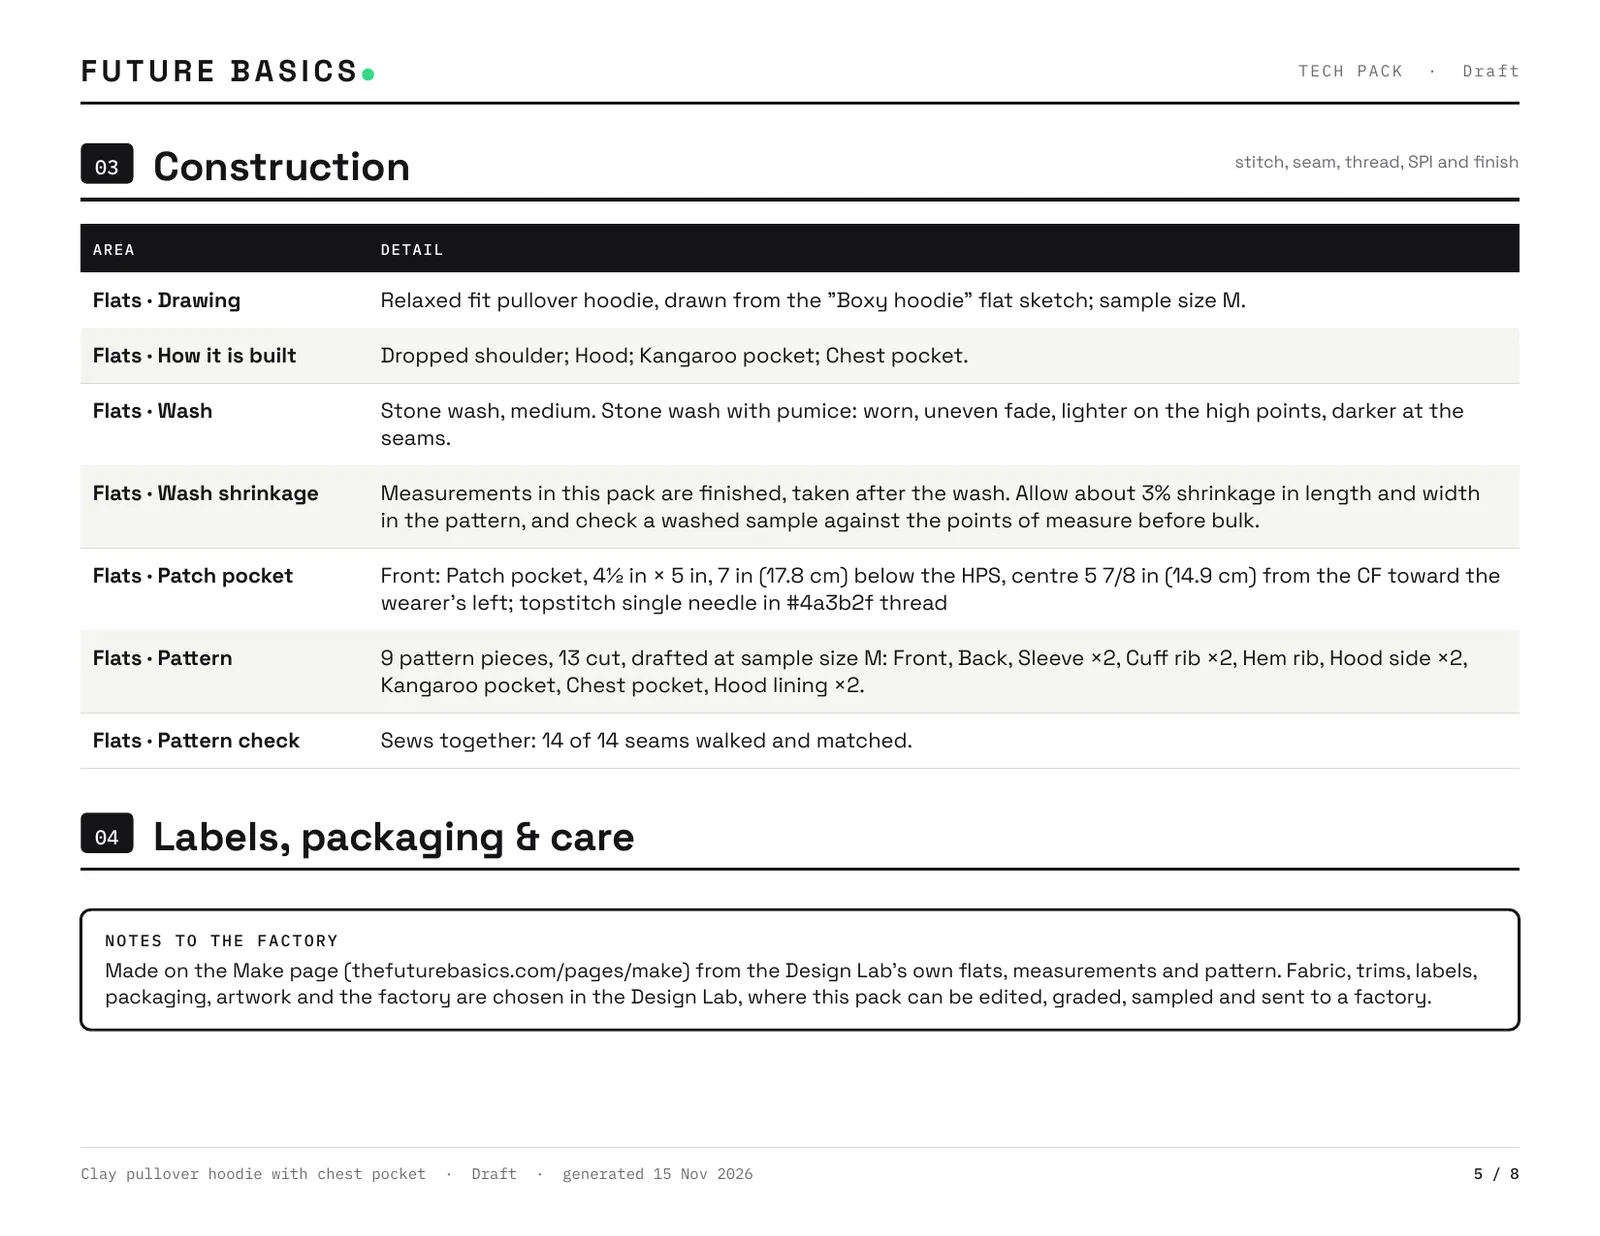 FUTURE BASICS
TECH PACK · Draft
03 Construction
stitch, seam, thread, SPI and finish
AREA DETAIL
Flats · Drawing Relaxed fit pullover hoodie, drawn from the ”Boxy hoodie” flat sketch; sample size M.
Flats · How it is built Dropped shoulder; Hood; Kangaroo pocket; Chest pocket.
Flats · Wash Stone wash, medium. Stone wash with pumice: worn, uneven fade, lighter on the high points, darker at the
seams.
Flats · Wash shrinkage Measurements in this pack are finished, taken after the wash. Allow about 3% shrinkage in length and width
in the pattern, and check a washed sample against the points of measure before bulk.
Flats · Patch pocket Front: Patch pocket, 4½ in × 5 in, 7 in (17.8 cm) below the HPS, centre 5 7/8 in (14.9 cm) from the CF toward the
wearer’s left; topstitch single needle in #4a3b2f thread
Flats · Pattern 9 pattern pieces, 13 cut, drafted at sample size M: Front, Back, Sleeve ×2, Cuff rib ×2, Hem rib, Hood side ×2,
Kangaroo pocket, Chest pocket, Hood lining ×2.
Flats · Pattern check Sews together: 14 of 14 seams walked and matched.
04 Labels, packaging & care
NOTES TO THE FACTORY
Made on the Make page (thefuturebasics.com/pages/make) from the Design Lab’s own flats, measurements and pattern. Fabric, trims, labels,
packaging, artwork and the factory are chosen in the Design Lab, where this pack can be edited, graded, sampled and sent to a factory.
Clay pullover hoodie with chest pocket · Draft · generated 15 Nov 2026
5 / 8